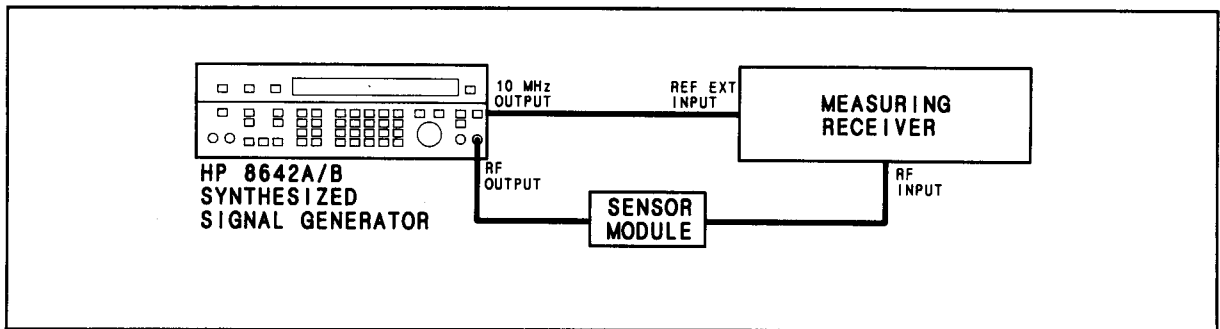 10 MHz
OUTPUT
REF EXT
INPUT
MEASURING
RECEIVER
HP 8642A/B
SYNTHESIZED
SIGNAL GENERATOR
RF
OUTPUT
SENSOR
MODULE
RF
INPUT